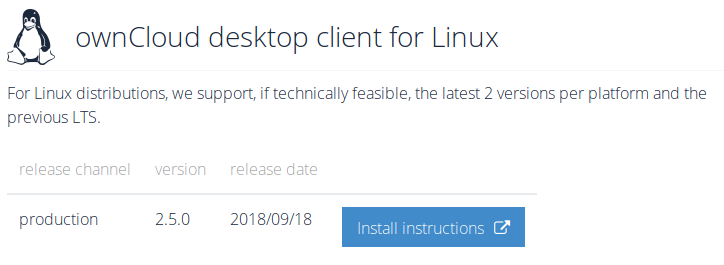 ownCloud desktop client for Linux
For Linux distributions, we support, if technically feasible, the latest 2 versions per platform and the
previous LTS.
release channel version release date
production 2.5.0 2018/09/18 Install instructions